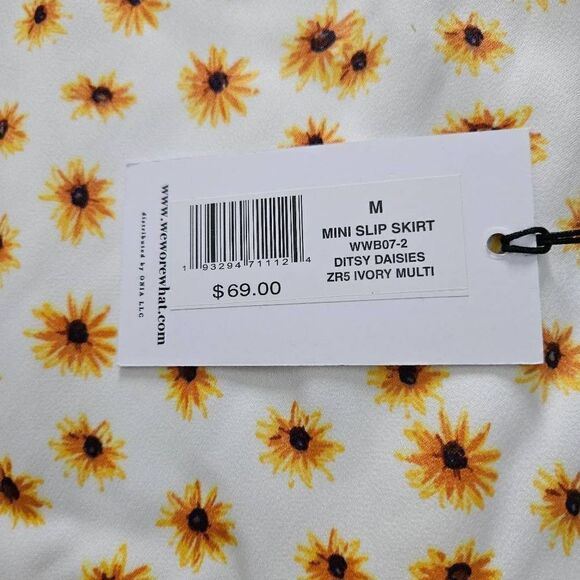 www.weworewhat.com
distributed by ONIA LLC
M
MINI SLIP SKIRT
WWB07-2
DITSY DAISIES
ZR5 IVORY MULTI
1 93294 71112 4
$69.00